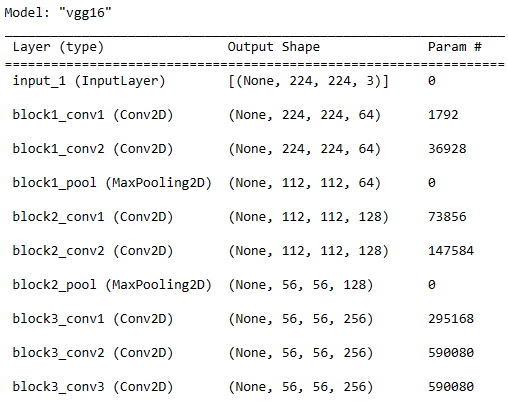 Model: "vgg16"
_________________________________________________________________
Layer (type) Output Shape Param #
=================================================================
input_1 (InputLayer) [(None, 224, 224, 3)] 0
block1_conv1 (Conv2D) (None, 224, 224, 64) 1792
block1_conv2 (Conv2D) (None, 224, 224, 64) 36928
block1_pool (MaxPooling2D) (None, 112, 112, 64) 0
block2_conv1 (Conv2D) (None, 112, 112, 128) 73856
block2_conv2 (Conv2D) (None, 112, 112, 128) 147584
block2_pool (MaxPooling2D) (None, 56, 56, 128) 0
block3_conv1 (Conv2D) (None, 56, 56, 256) 295168
block3_conv2 (Conv2D) (None, 56, 56, 256) 590080
block3_conv3 (Conv2D) (None, 56, 56, 256) 590080